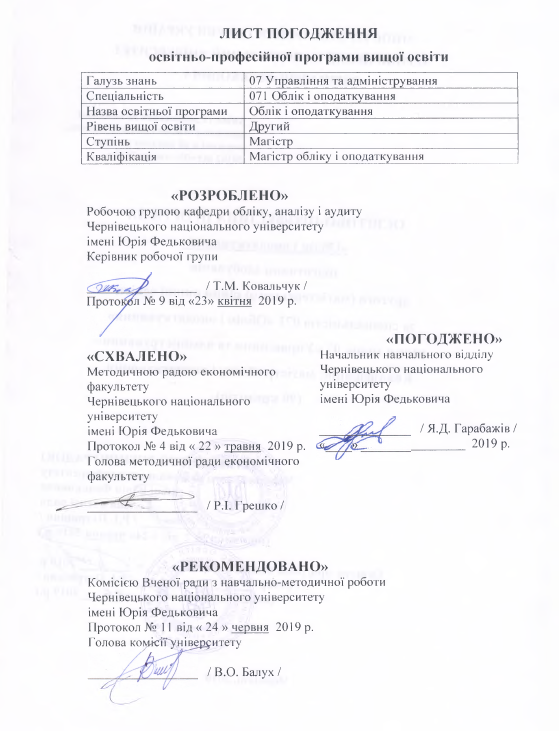 ЛИСТ ПОГОДЖЕННЯ
освітньо-професійної програми вищої освіти
Галузь знань 07 Управління та адміністрування
Спеціальність 071 Облік і оподаткування
Назва освітньої програми Облік і оподаткування
Рівень вищої освіти Другий
Ступінь Магістр
Кваліфікація Магістр обліку і оподаткування
«РОЗРОБЛЕНО»
Робочою групою кафедри обліку, аналізу і аудиту
Чернівецького національного університету
імені Юрія Федьковича
Керівник робочої групи
/ Т.М. Ковальчук /
Протокол № 9 від «23» квітня 2019 р.
«СХВАЛЕНО»
Методичною радою економічного
факультету
Чернівецького національного
університету
імені Юрія Федьковича
Протокол № 4 від « 22 » травня 2019 р.
Голова методичної ради економічного
факультету
/ Р.І. Грешко /
«ПОГОДЖЕНО»
Начальник навчального відділу
Чернівецького національного
університету
імені Юрія Федьковича
/ Я.Д. Гарабажів /
2019 р.
«РЕКОМЕНДОВАНО»
Комісією Вченої ради з навчально-методичної роботи
Чернівецького національного університету
імені Юрія Федьковича
Протокол № 11 від « 24 » червня 2019 р.
Голова комісії університету
/ В.О. Балух /